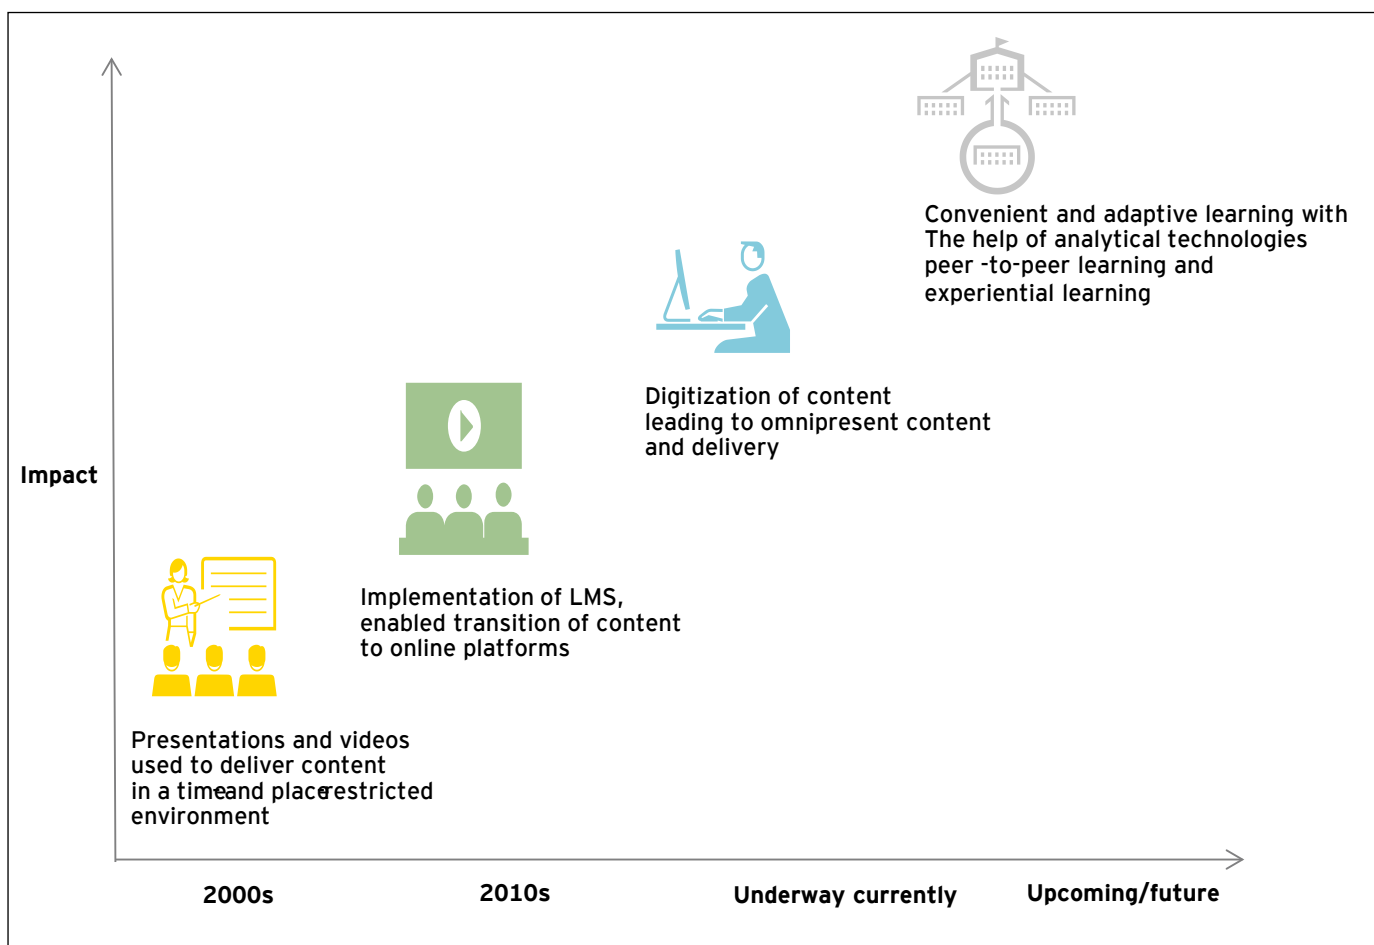 Convenient and adaptive learning with
The help of analytical technologies
peer -to-peer learning and
experiential learning
Digitization of content
leading to omnipresent content
and delivery
Impact
Implementation of LMS,
enabled transition of content
to online platforms
Presentations and videos
used to deliver content
in a time-and place-restricted
environment
2000s
2010s
Underway currently
Upcoming/future